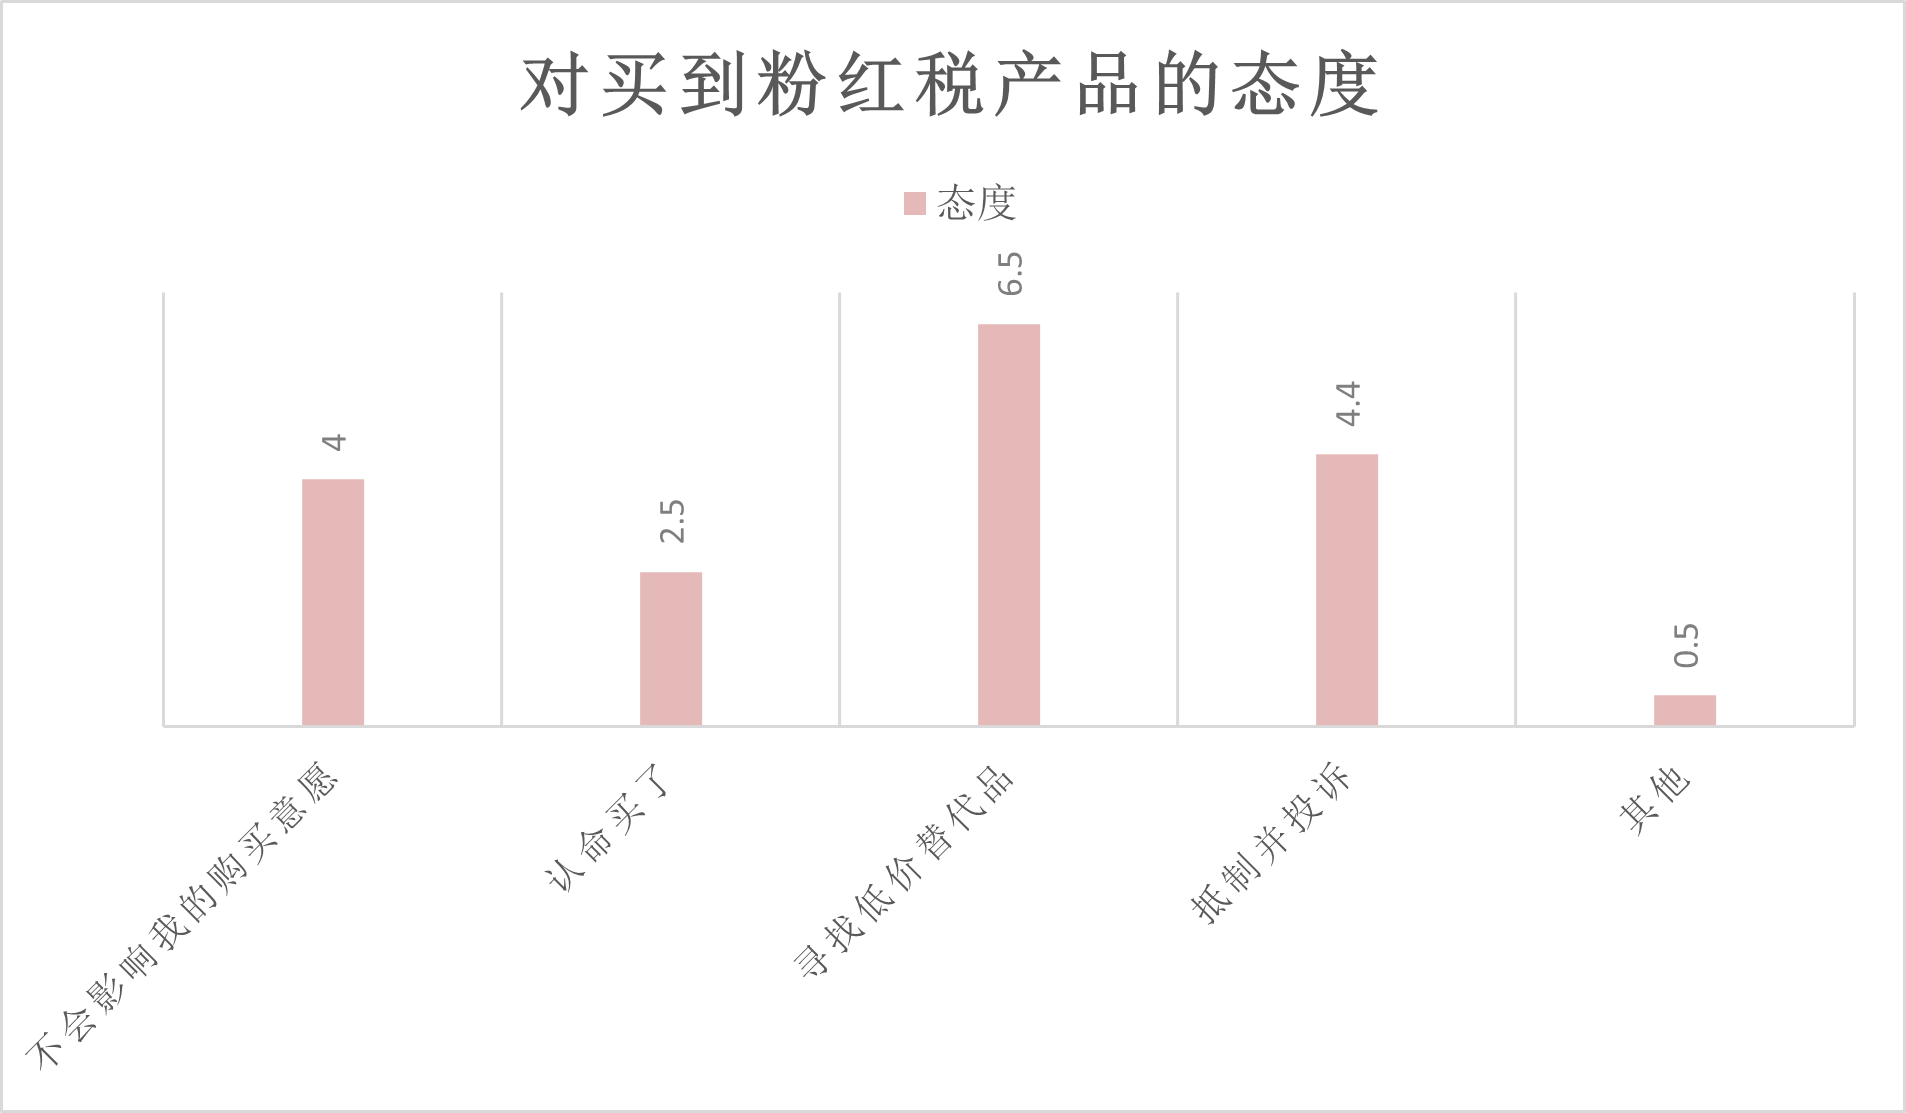 对买到粉红税产品的态度
态度
4
2.5
6.5
4.4
0.5
不会影响我的购买意愿
认命买了
寻找低价替代品
抵制并投诉
其他